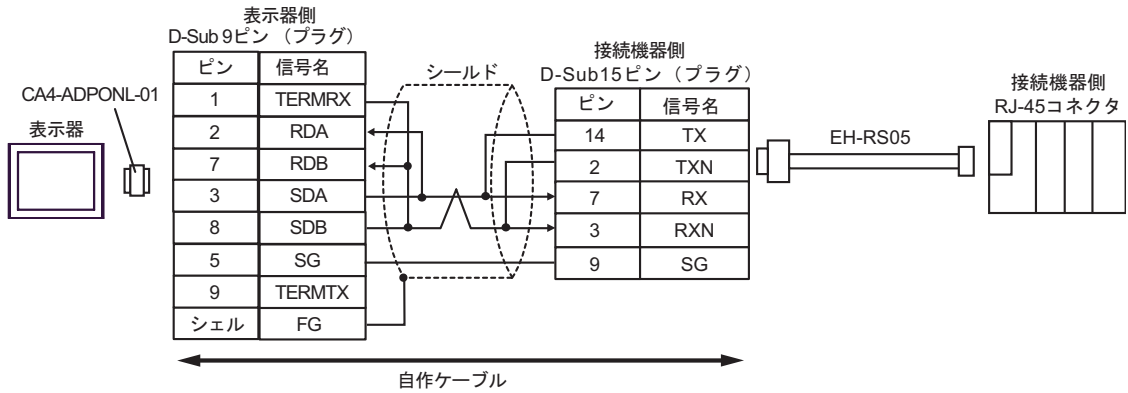 表示器側
D-Sub 9ピン (プラグ)
ピン 信号名
1 TERMRX
2 RDA
7 RDB
3 SDA
8 SDB
5 SG
9 TERMTX
シェル FG
CA4-ADPONL-01
表示器
シールド
接続機器側
D-Sub15ピン (プラグ)
ピン 信号名
14 TX
2 TXN
7 RX
3 RXN
9 SG
EH-RS05
接続機器側
RJ-45コネクタ
自作ケーブル